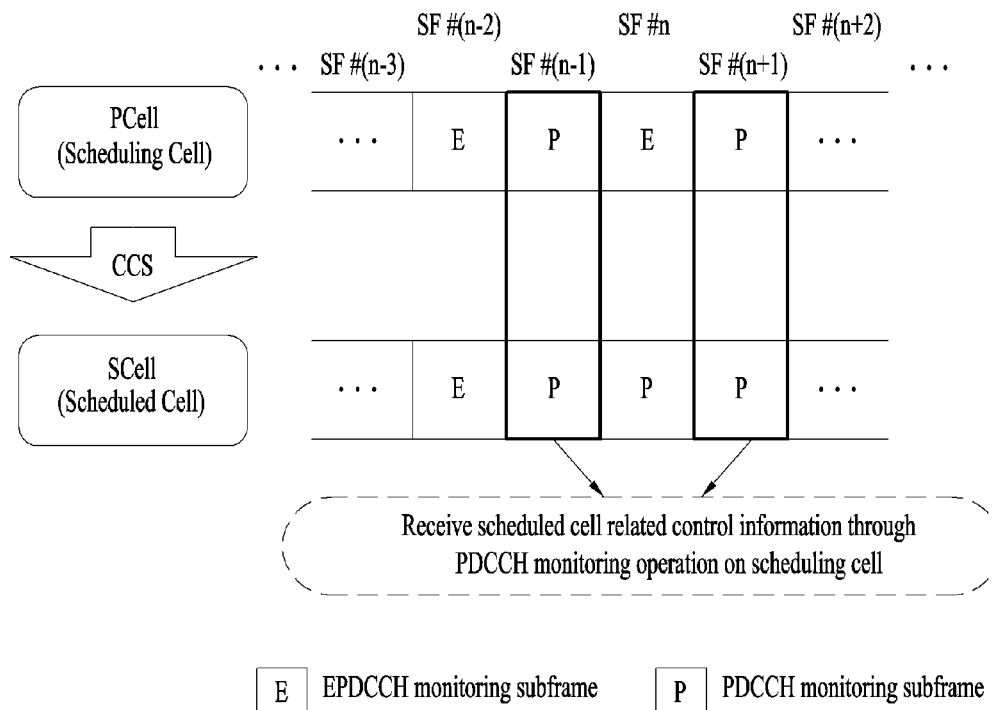 SF #(n-2) SF #n SF #(n+2)
. . . SF #(n-3) SF #(n-1) SF #(n+1) . . .
PCell
(Scheduling Cell)
. . . E P E P . . .
CCS
SCell
(Scheduled Cell)
. . . E P P P . . .
Receive scheduled cell related control information through
PDCCH monitoring operation on scheduling cell
E EPDCCH monitoring subframe P PDCCH monitoring subframe